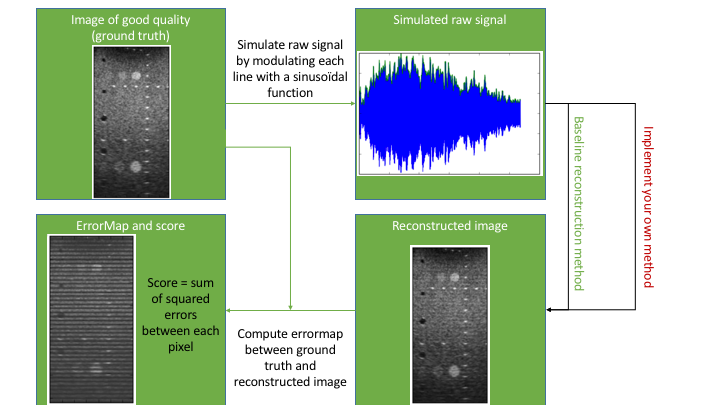 Image of good quality
(ground truth)
Simulate raw signal
by modulating each
line with a sinusoïdal
function
Simulated raw signal
Baseline reconstruction method
Implement your own method
ErrorMap and score
Score = sum
of squared
errors
between each
pixel
Compute errormap
between ground
truth and
reconstructed image
Reconstructed image